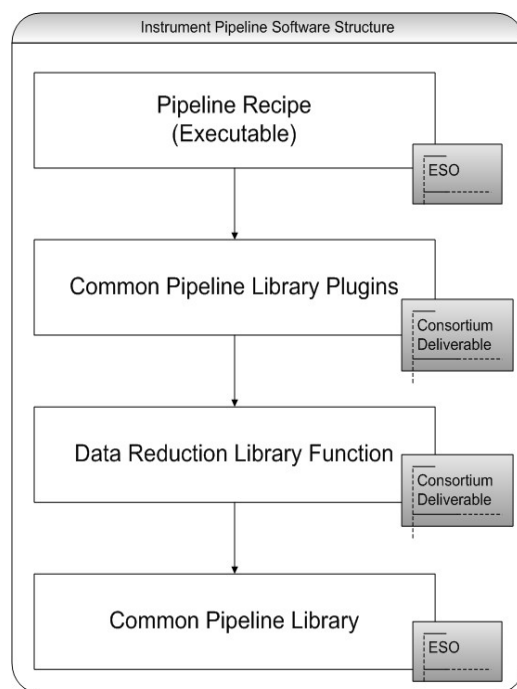 Instrument Pipeline Software Structure
Pipeline Recipe
(Executable)
ESO
Common Pipeline Library Plugins
Consortium
Deliverable
Data Reduction Library Function
Consortium
Deliverable
Common Pipeline Library
ESO